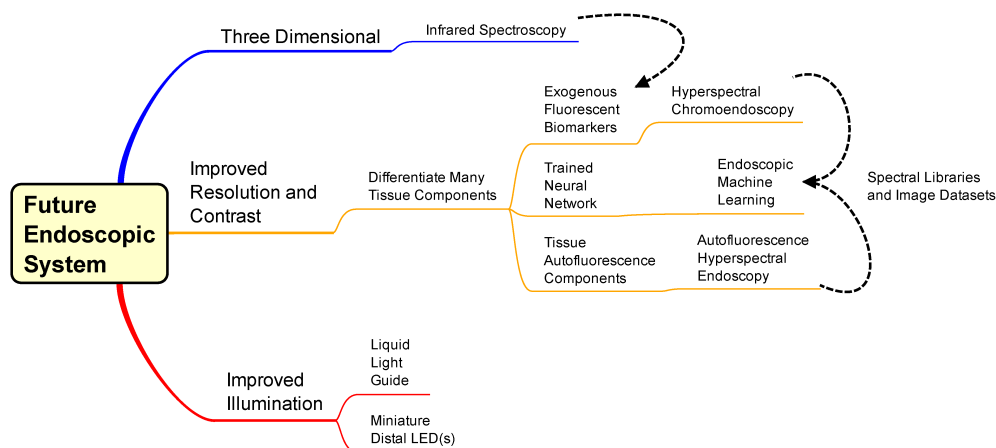 Three Dimensional
Infrared Spectroscopy
Exogenous
Fluorescent
Biomarkers
Hyperspectral
Chromoendoscopy
Improved
Resolution and
Contrast
Differentiate Many
Tissue Components
Trained
Neural
Network
Endoscopic
Machine
Learning
Spectral Libraries
and Image Datasets
Future
Endoscopic
System
Tissue
Autofluorescence
Components
Autofluorescence
Hyperspectral
Endoscopy
Improved
Illumination
Liquid
Light
Guide
Miniature
Distal LED(s)